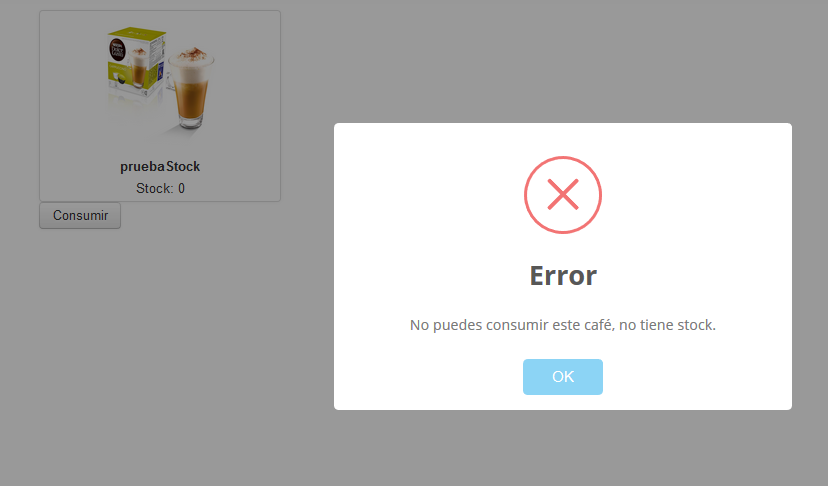 pruebaStock
Stock: 0
Consumir
Error
No puedes consumir este café, no tiene stock.
OK